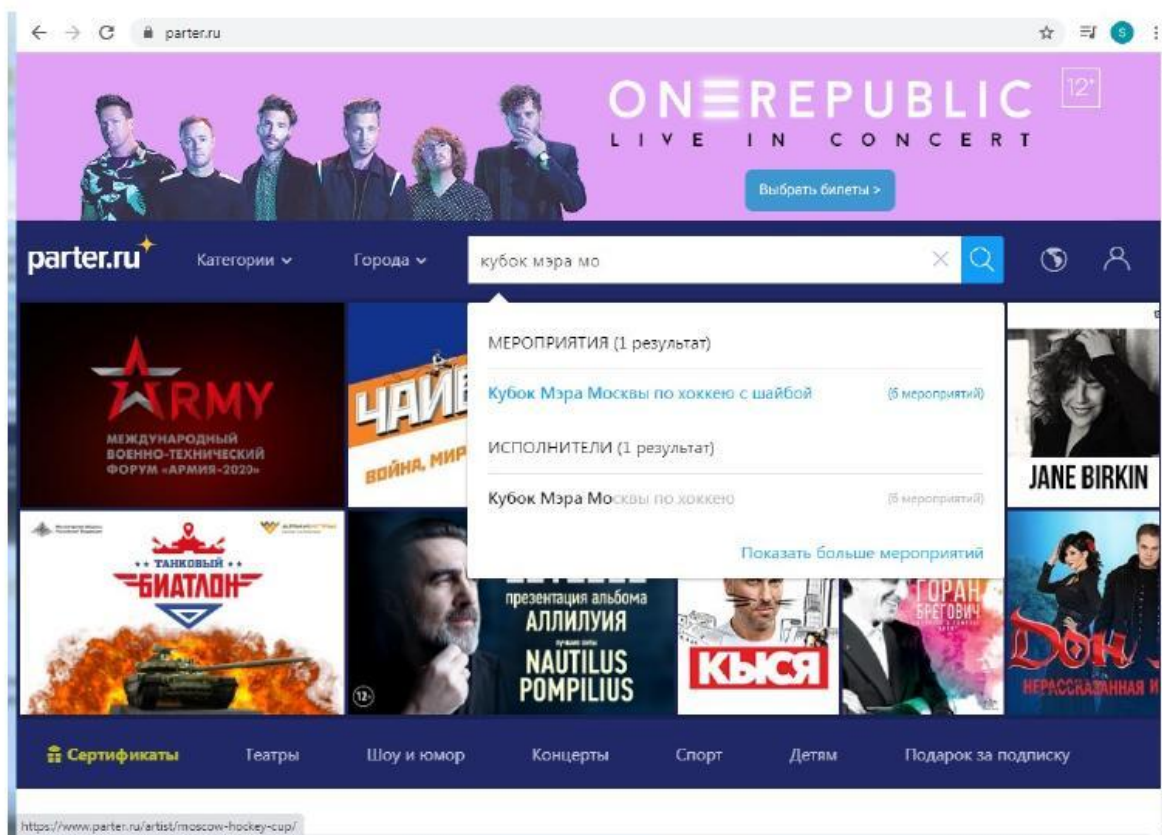 parter.ru
S
ONEREPUBLIC
12+
LIVE IN CONCERT
Выбрать билеты >
parter.ru
Категории
Города
кубок мэра мо
МЕРОПРИЯТИЯ (1 результат)
Кубок Мэра Москвы по хоккею с шайбой
(6 мероприятий)
ИСПОЛНИТЕЛИ (1 результат)
Кубок Мэра Москвы по хоккею
(6 мероприятий)
Показать больше мероприятий
ARMY
МЕЖДУНАРОДНЫЙ
ВОЕННО-ТЕХНИЧЕСКИЙ
ФОРУМ «АРМИЯ-2020»
ВОЙНА, МИР
JANE BIRKIN
ТАНКОВЫЙ
БИАТЛОН
12+
презентация альбома
АЛЛИЛУИЯ
NAUTILUS
POMPILIUS
КЫСЯ
ГОРАН
БРЕГОВИЧ
ДОН
НЕРАССКАЗАННАЯ И
Сертификаты
Театры
Шоу и юмор
Концерты
Спорт
Детям
Подарок за подписку
https://www.parter.ru/artist/moscow-hockey-cup/